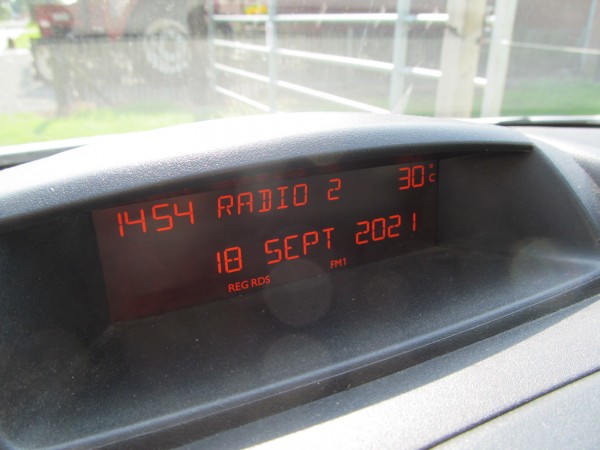 1454 RADIO 2 30°C
18 SEPT 2021
REG RDS FM1